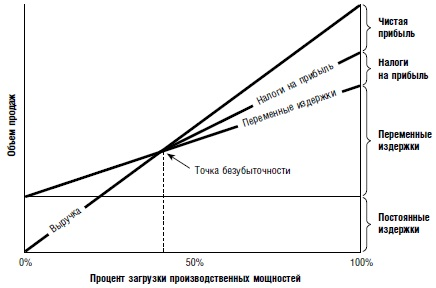 Чистая
прибыль
Налоги
на прибыль
Переменные
издержки
Постоянные
издержки
Объем продаж
Налоги на прибыль
Переменные издержки
Точка безубыточности
Выручка
0%
50%
100%
Процент загрузки производственных мощностей